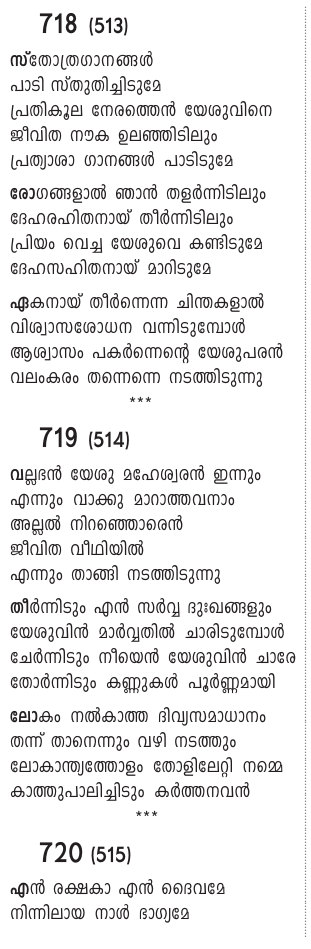 718 (513)
സ്തോത്രഗാനങ്ങൾ
പാടി സ്തുതിച്ചിടുമേ
പ്രതികൂല നേരത്തെൻ യേശുവിനെ
ജീവിത നൗക ഉലഞ്ഞിടിലും
പ്രത്യാശാ ഗാനങ്ങൾ പാടിടുമേ
രോഗങ്ങളാൽ ഞാൻ തളർന്നിടിലും
ദേഹരഹിതനായ് തീർന്നിടിലും
പ്രിയം വെച്ച യേശുവെ കണ്ടിടുമേ
ദേഹസഹിതനായ് മാറിടുമേ
ഏകനായ് തീർന്നെന്ന ചിന്തകളാൽ
വിശ്വാസശോധന വന്നിടുമ്പോൾ
ആശ്വാസം പകർന്നെന്റെ യേശുപരൻ
വലംകരം തന്നെന്നെ നടത്തിടുന്നു
***
719 (514)
വല്ലഭൻ യേശു മഹേശ്വരൻ ഇന്നും
എന്നും വാക്കു മാറാത്തവനാം
അല്ലൽ നിറഞ്ഞൊരെൻ
ജീവിത വീഥിയിൽ
എന്നും താങ്ങി നടത്തിടുന്നു
തീർന്നിടും എൻ സർവ്വ ദുഃഖങ്ങളും
യേശുവിൻ മാർവ്വതിൽ ചാരിടുമ്പോൾ
ചേർന്നിടും നീയെൻ യേശുവിൻ ചാരേ
തോർന്നിടും കണ്ണുകൾ പൂർണ്ണമായി
ലോകം നൽകാത്ത ദിവ്യസമാധാനം
തന്ന് താനെന്നും വഴി നടത്തും
ലോകാന്ത്യത്തോളം തോളിലേറ്റി നമ്മെ
കാത്തുപാലിച്ചിടും കർത്തനവൻ
***
720 (515)
എൻ രക്ഷകാ എൻ ദൈവമേ
നിന്നിലായ നാൾ ഭാഗ്യമേ